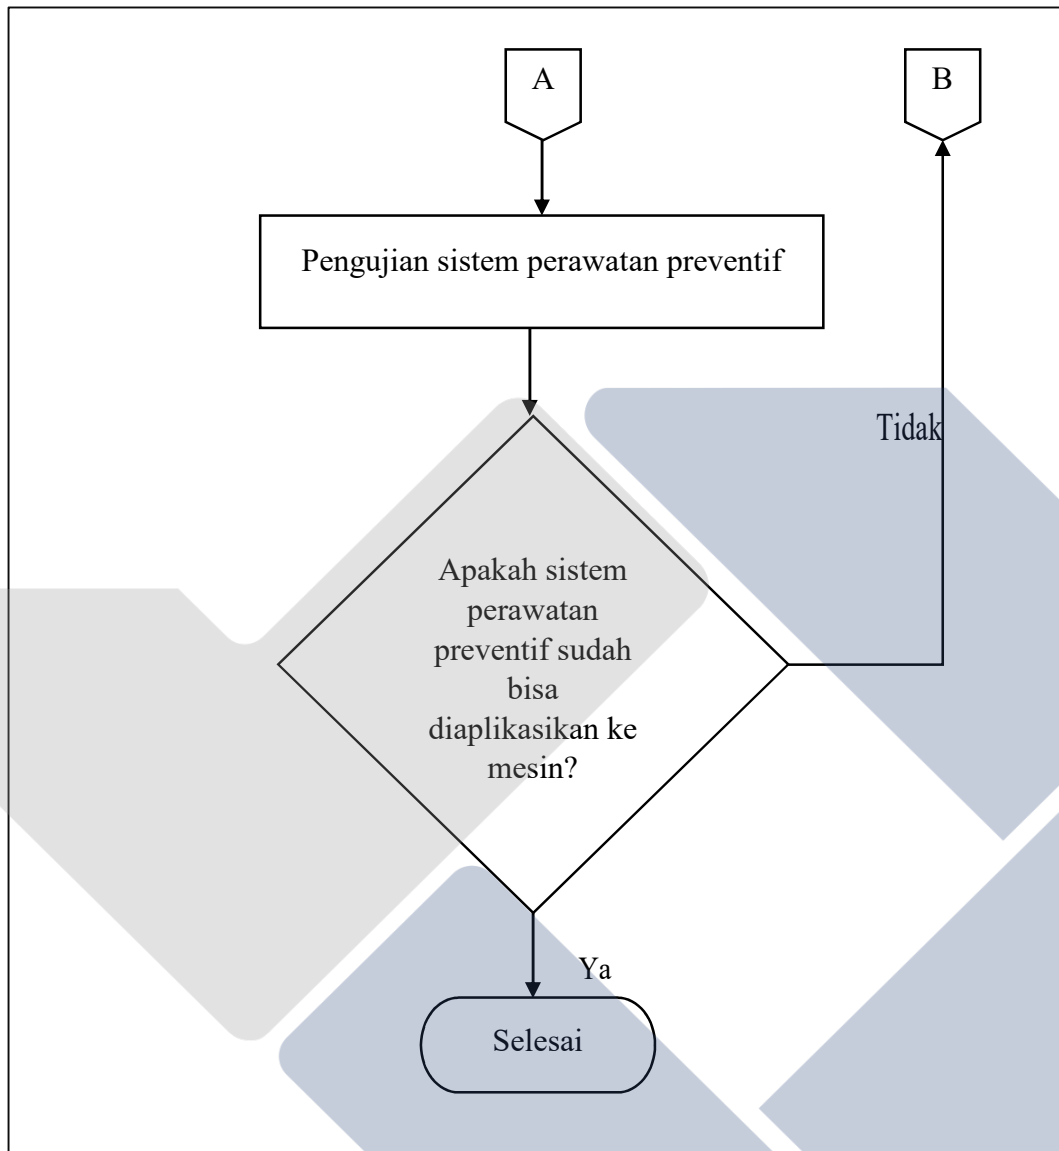 A
B
Pengujian sistem perawatan preventif
Tidak
Apakah sistem
perawatan
preventif sudah
bisa
diaplikasikan ke
mesin?
Ya
Selesai